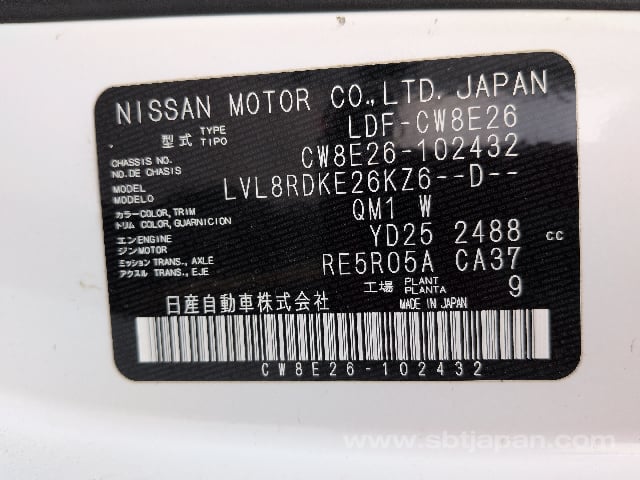 NISSAN MOTOR CO.,LTD. JAPAN
型式 TYPE TIPO LDF-CW8E26
CHASSIS NO. NO. DE CHASIS CW8E26-102432
MODEL MODELO LVL8RDKE26KZ6--D--
カラー COLOR, TRIM トリム COLOR, GUARNICION QM1 W
エンジン ENGINE MOTOR YD25 2488 cc
ミッション TRANS., AXLE アクスル TRANS., EJE RE5R05A CA37
工場 PLANT PLANTA 9
日産自動車株式会社 MADE IN JAPAN
CW8E26-102432
www.sbtjapan.com